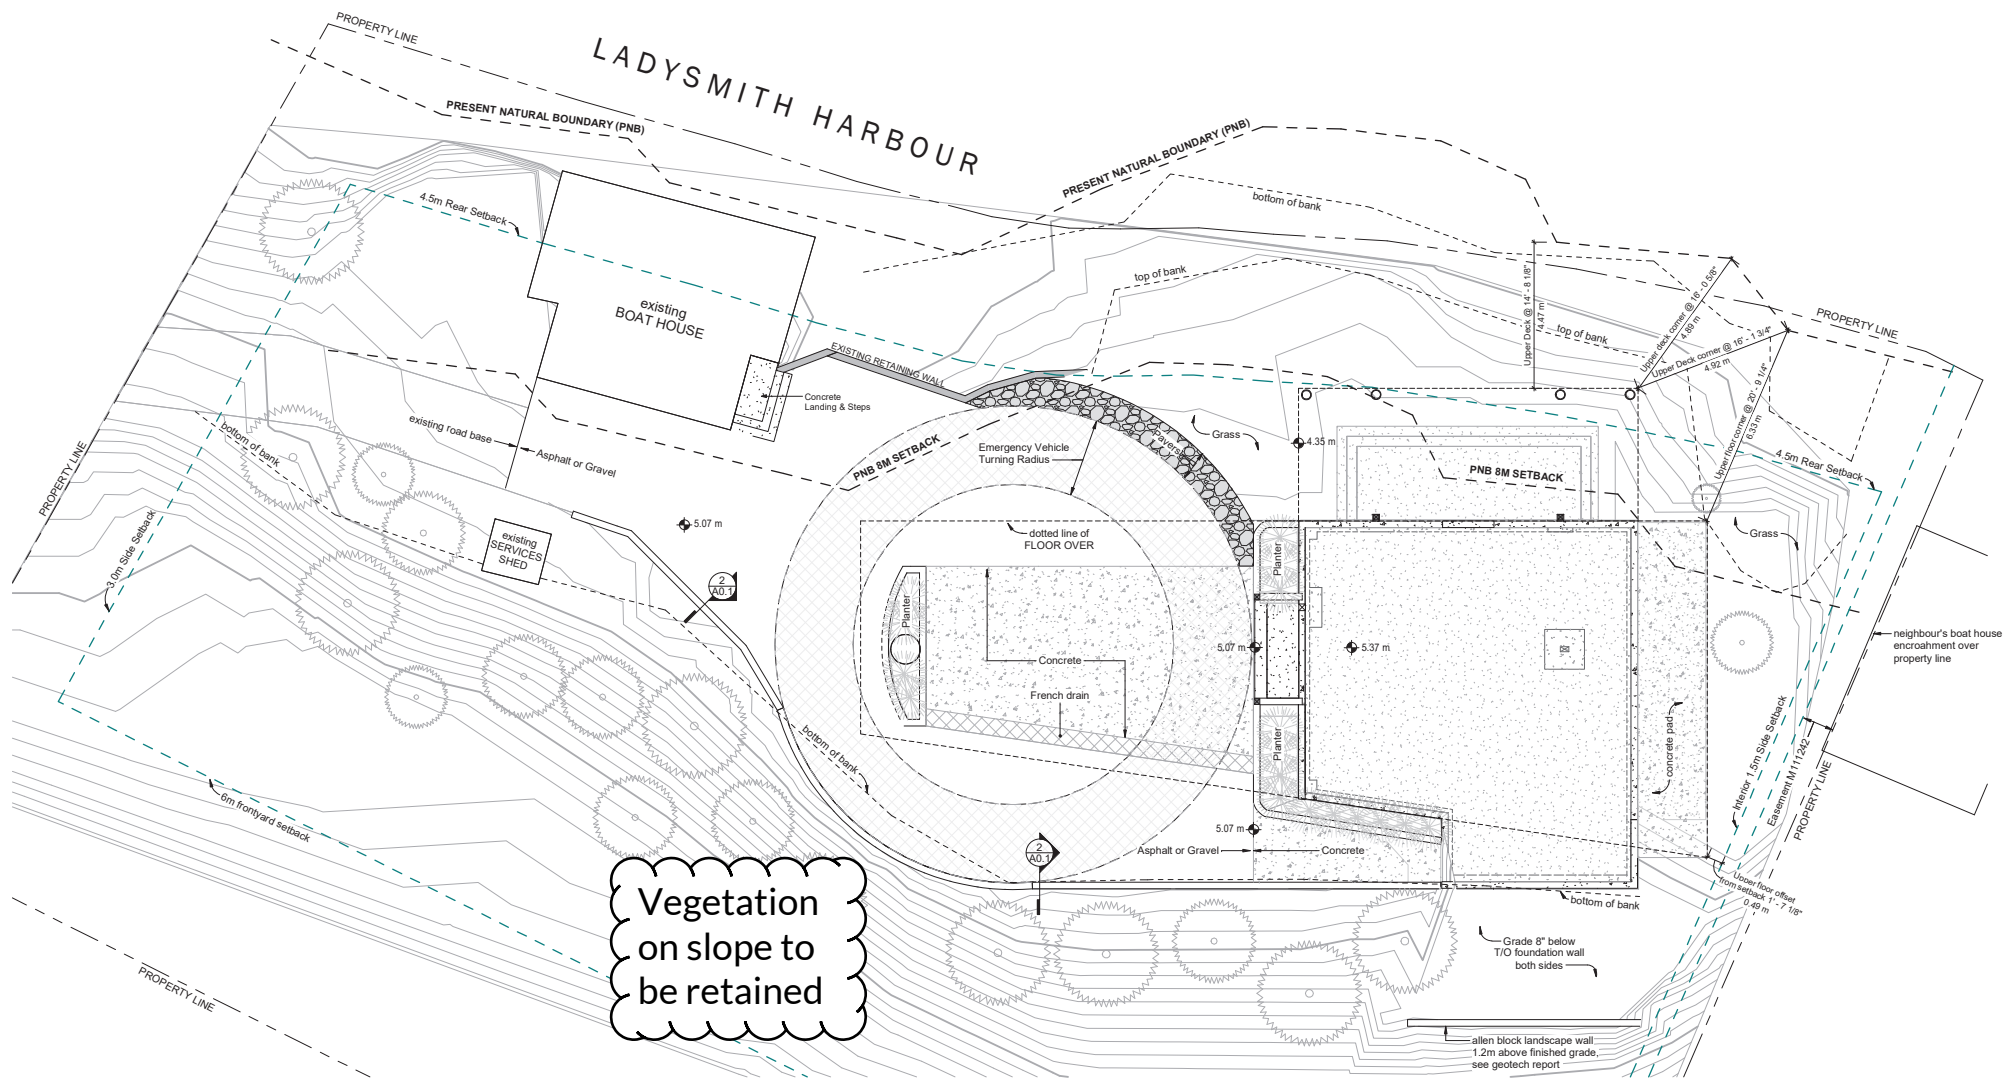 PROPERTY LINE
LADYSMITH HARBOUR
PRESENT NATURAL BOUNDARY (PNB)
PRESENT NATURAL BOUNDARY (PNB)
bottom of bank
4.5m Rear Setback
top of bank
Upper Deck @ 14' - 8 1/8"
4.47 m
Upper deck corner @ 16' - 0 5/8"
4.89 m
top of bank
Upper Deck corner @ 16' - 1 3/4"
4.92 m
PROPERTY LINE
existing
BOAT HOUSE
EXISTING RETAINING WALL
Concrete
Landing & Steps
existing road base
Asphalt or Gravel
bottom of bank
PROPERTY LINE
Emergency Vehicle
Turning Radius
Pavers
Grass
4.35 m
PNB 8M SETBACK
PNB 8M SETBACK
Upper floor corner @ 20' - 9 1/4"
6.33 m
4.5m Rear Setback
Grass
3.0m Side Setback
existing
SERVICES
SHED
5.07 m
dotted line of
FLOOR OVER
2
A0.1
Planter
Planter
Planter
Concrete
French drain
5.07 m
5.37 m
neighbour's boat house
encroahment over
property line
concrete pad
Interior 1.5m Side Setback
Easement M111242
PROPERTY LINE
bottom of bank
6m frontyard setback
5.07 m
Asphalt or Gravel
Concrete
2
A0.1
Upper floor offset
from setback 1' - 7 1/8"
0.49 m
bottom of bank
Vegetation
on slope to
be retained
Grade 8" below
T/O foundation wall
both sides
PROPERTY LINE
allen block landscape wall
1.2m above finished grade,
see geotech report